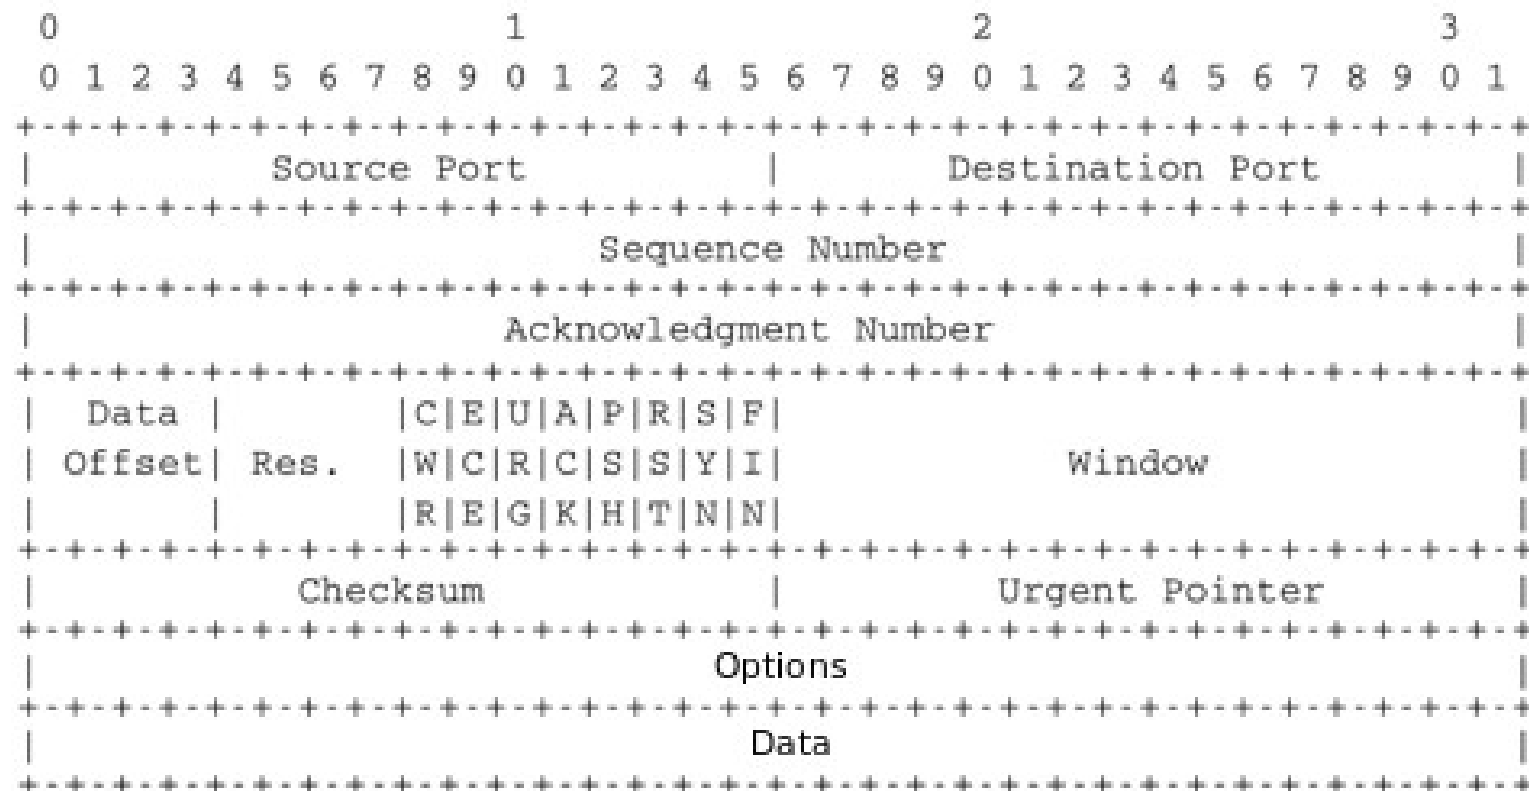 0 1 2 3
0 1 2 3 4 5 6 7 8 9 0 1 2 3 4 5 6 7 8 9 0 1 2 3 4 5 6 7 8 9 0 1
+-+-+-+-+-+-+-+-+-+-+-+-+-+-+-+-+-+-+-+-+-+-+-+-+-+-+-+-+-+-+-+-+
| Source Port | Destination Port |
+-+-+-+-+-+-+-+-+-+-+-+-+-+-+-+-+-+-+-+-+-+-+-+-+-+-+-+-+-+-+-+-+
| Sequence Number |
+-+-+-+-+-+-+-+-+-+-+-+-+-+-+-+-+-+-+-+-+-+-+-+-+-+-+-+-+-+-+-+-+
| Acknowledgment Number |
+-+-+-+-+-+-+-+-+-+-+-+-+-+-+-+-+-+-+-+-+-+-+-+-+-+-+-+-+-+-+-+-+
| Data | |C|E|U|A|P|R|S|F| |
| Offset| Res. |W|C|R|C|S|S|Y|I| Window |
| | |R|E|G|K|H|T|N|N| |
+-+-+-+-+-+-+-+-+-+-+-+-+-+-+-+-+-+-+-+-+-+-+-+-+-+-+-+-+-+-+-+-+
| Checksum | Urgent Pointer |
+-+-+-+-+-+-+-+-+-+-+-+-+-+-+-+-+-+-+-+-+-+-+-+-+-+-+-+-+-+-+-+-+
| Options |
+-+-+-+-+-+-+-+-+-+-+-+-+-+-+-+-+-+-+-+-+-+-+-+-+-+-+-+-+-+-+-+-+
| Data |
+-+-+-+-+-+-+-+-+-+-+-+-+-+-+-+-+-+-+-+-+-+-+-+-+-+-+-+-+-+-+-+-+